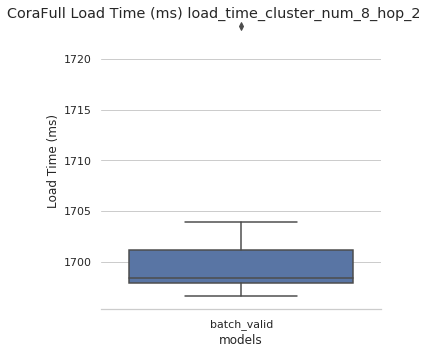 CoraFull Load Time (ms) load_time_cluster_num_8_hop_2
1720
1715
1710
1705
1700
Load Time (ms)
batch_valid
models